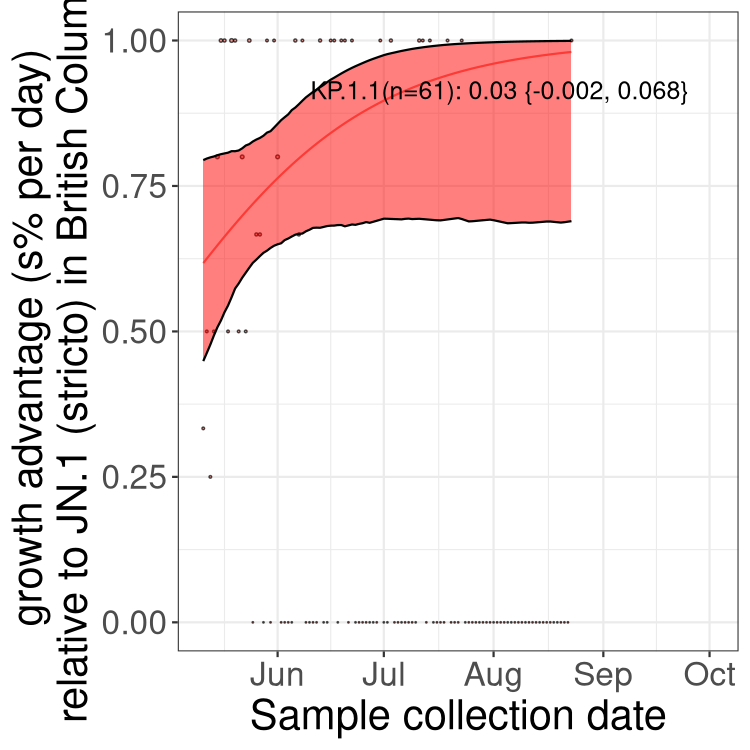 growth advantage (s% per day)
relative to JN.1 (stricto) in British Colum
1.00
0.75
0.50
0.25
0.00
KP.1.1(n=61): 0.03 {-0.002, 0.068}
Jun Jul Aug Sep Oct
Sample collection date